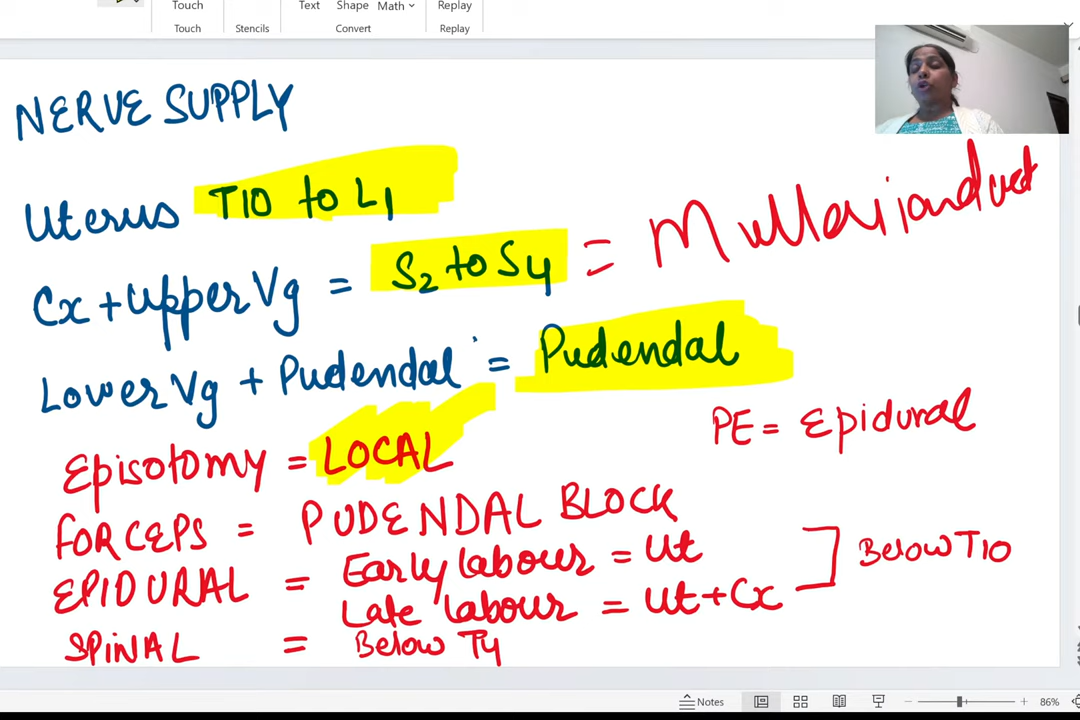 Touch
Text Shape Math
Replay
Touch
Stencils
Convert
Replay
NERVE SUPPLY
Uterus T10 to L1
Cx + upper Vg = S2 to S4 = Mullerianduct
Lower Vg + Pudendal = Pudendal
PE = Epidural
Episotomy = LOCAL
FORCEPS = PUDENDAL BLOCK
EPIDURAL = Early labour = Ut
Late labour = Ut + Cx
Below T10
SPINAL = Below T4
Notes
86%